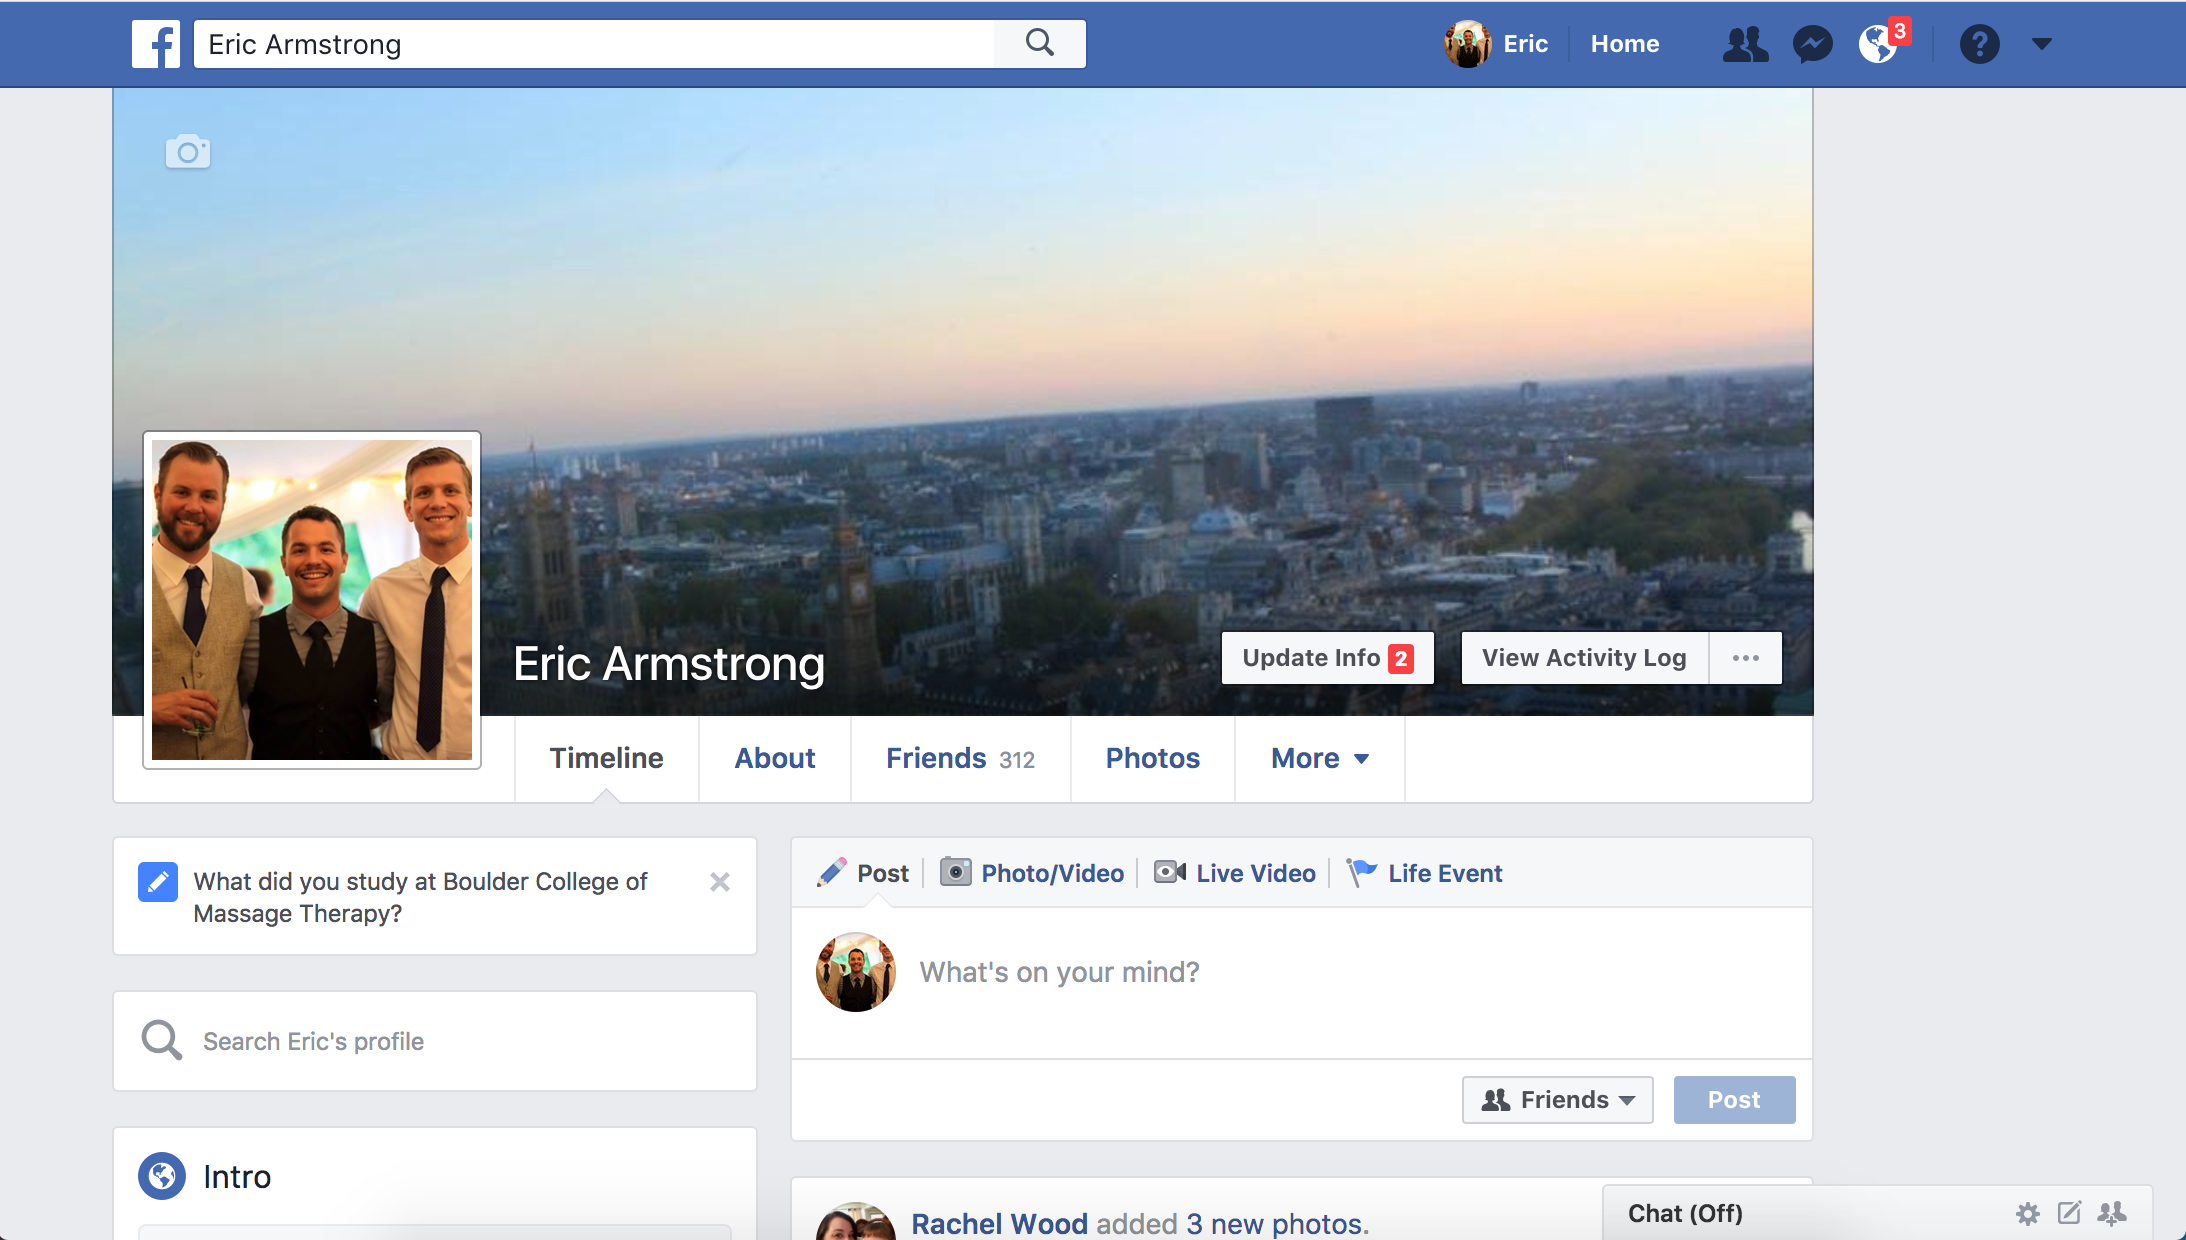 Eric Armstrong
Eric
Home
3
?
Eric Armstrong
Update Info 2
View Activity Log
Timeline
About
Friends 312
Photos
More
What did you study at Boulder College of
Massage Therapy?
Post
Photo/Video
Live Video
Life Event
What's on your mind?
Search Eric's profile
Friends
Post
Intro
Rachel Wood added 3 new photos.
Chat (Off)